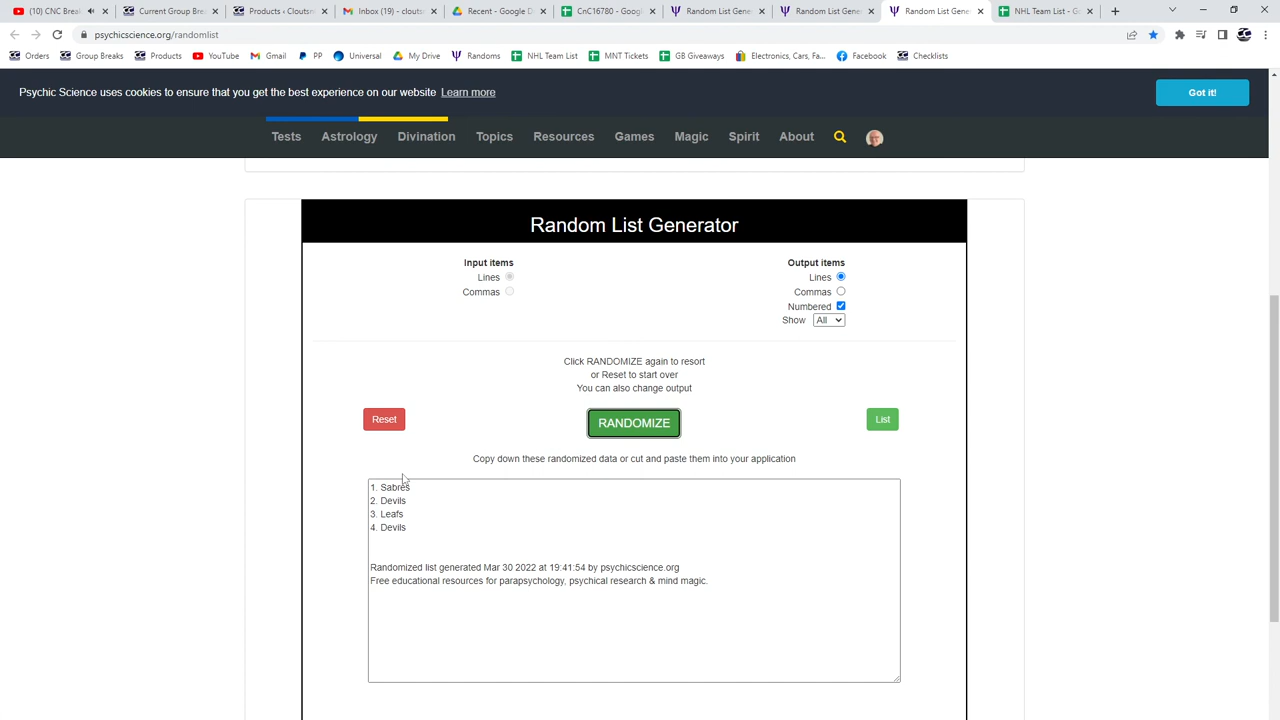 (10) CNC Break
Current Group Brea
Products ‹ Cloutsn
Inbox (19) - clouts
Recent - Google D
CnC16780 - Goog
Random List Gene
Random List Gene
Random List Gene
NHL Team List - G
psychicscience.org/randomlist
Orders
Group Breaks
Products
YouTube
Gmail
PP
Universal
My Drive
Randoms
NHL Team List
MNT Tickets
GB Giveaways
Electronics, Cars, Fa...
Facebook
Checklists
Psychic Science uses cookies to ensure that you get the best experience on our website Learn more
Got it!
Tests
Astrology
Divination
Topics
Resources
Games
Magic
Spirit
About
Random List Generator
Input items
Lines
Commas
Output items
Lines
Commas
Numbered
Show All
Click RANDOMIZE again to resort
or Reset to start over
You can also change output
Reset
RANDOMIZE
List
Copy down these randomized data or cut and paste them into your application
1. Sabres
2. Devils
3. Leafs
4. Devils
Randomized list generated Mar 30 2022 at 19:41:54 by psychicscience.org
Free educational resources for parapsychology, psychical research & mind magic.